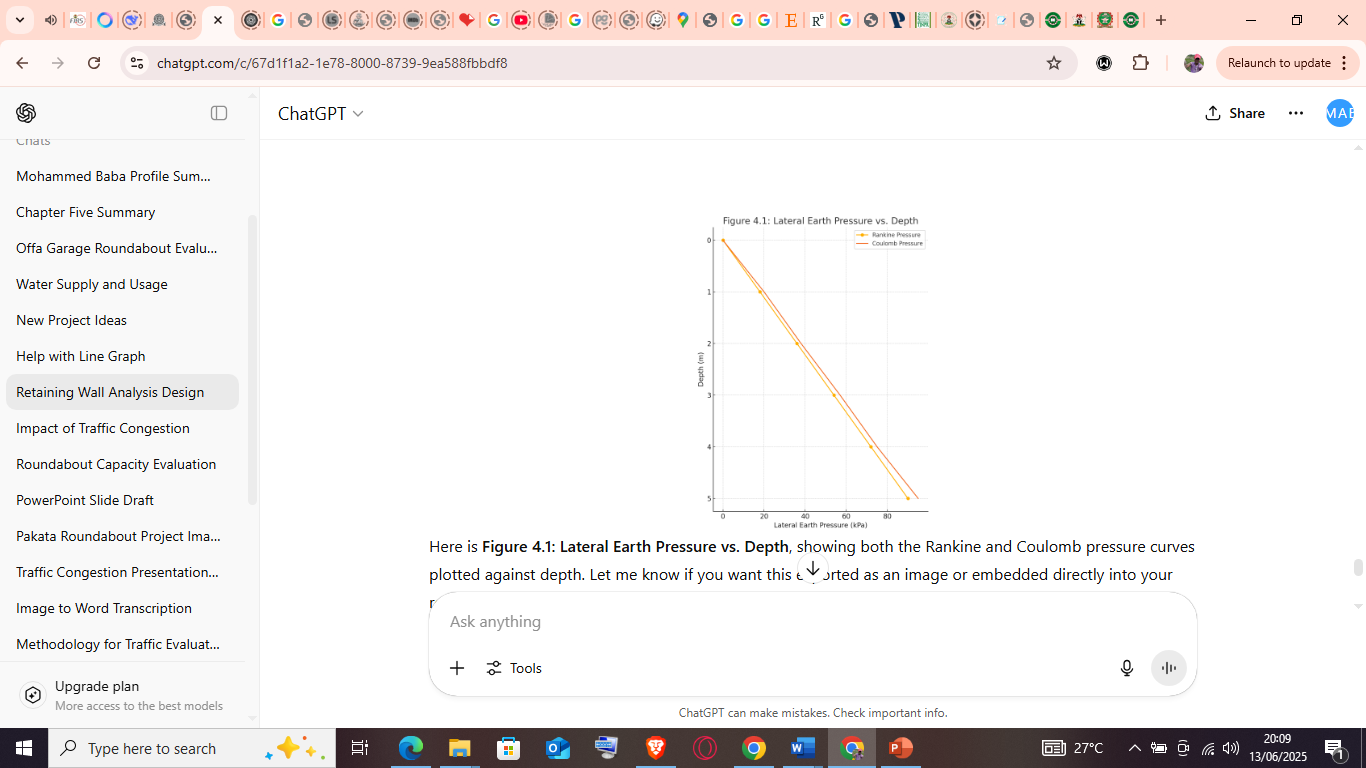 chatgpt.com/c/67d1f1a2-1e78-8000-8739-9ea588fbbdf8
Relaunch to update
ChatGPT
Share
MAB
Chats
Mohammed Baba Profile Sum...
Chapter Five Summary
Offa Garage Roundabout Evalu...
Water Supply and Usage
New Project Ideas
Help with Line Graph
Retaining Wall Analysis Design
Impact of Traffic Congestion
Roundabout Capacity Evaluation
PowerPoint Slide Draft
Pakata Roundabout Project Ima...
Traffic Congestion Presentation...
Image to Word Transcription
Methodology for Traffic Evaluat...
Upgrade plan
More access to the best models
Figure 4.1: Lateral Earth Pressure vs. Depth
Rankine Pressure
Coulomb Pressure
0
1
2
3
4
5
Depth (m)
0 20 40 60 80
Lateral Earth Pressure (kPa)
Here is Figure 4.1: Lateral Earth Pressure vs. Depth, showing both the Rankine and Coulomb pressure curves
plotted against depth. Let me know if you want this exported as an image or embedded directly into your
Ask anything
Tools
ChatGPT can make mistakes. Check important info.
Type here to search
27°C
20:09
13/06/2025
1